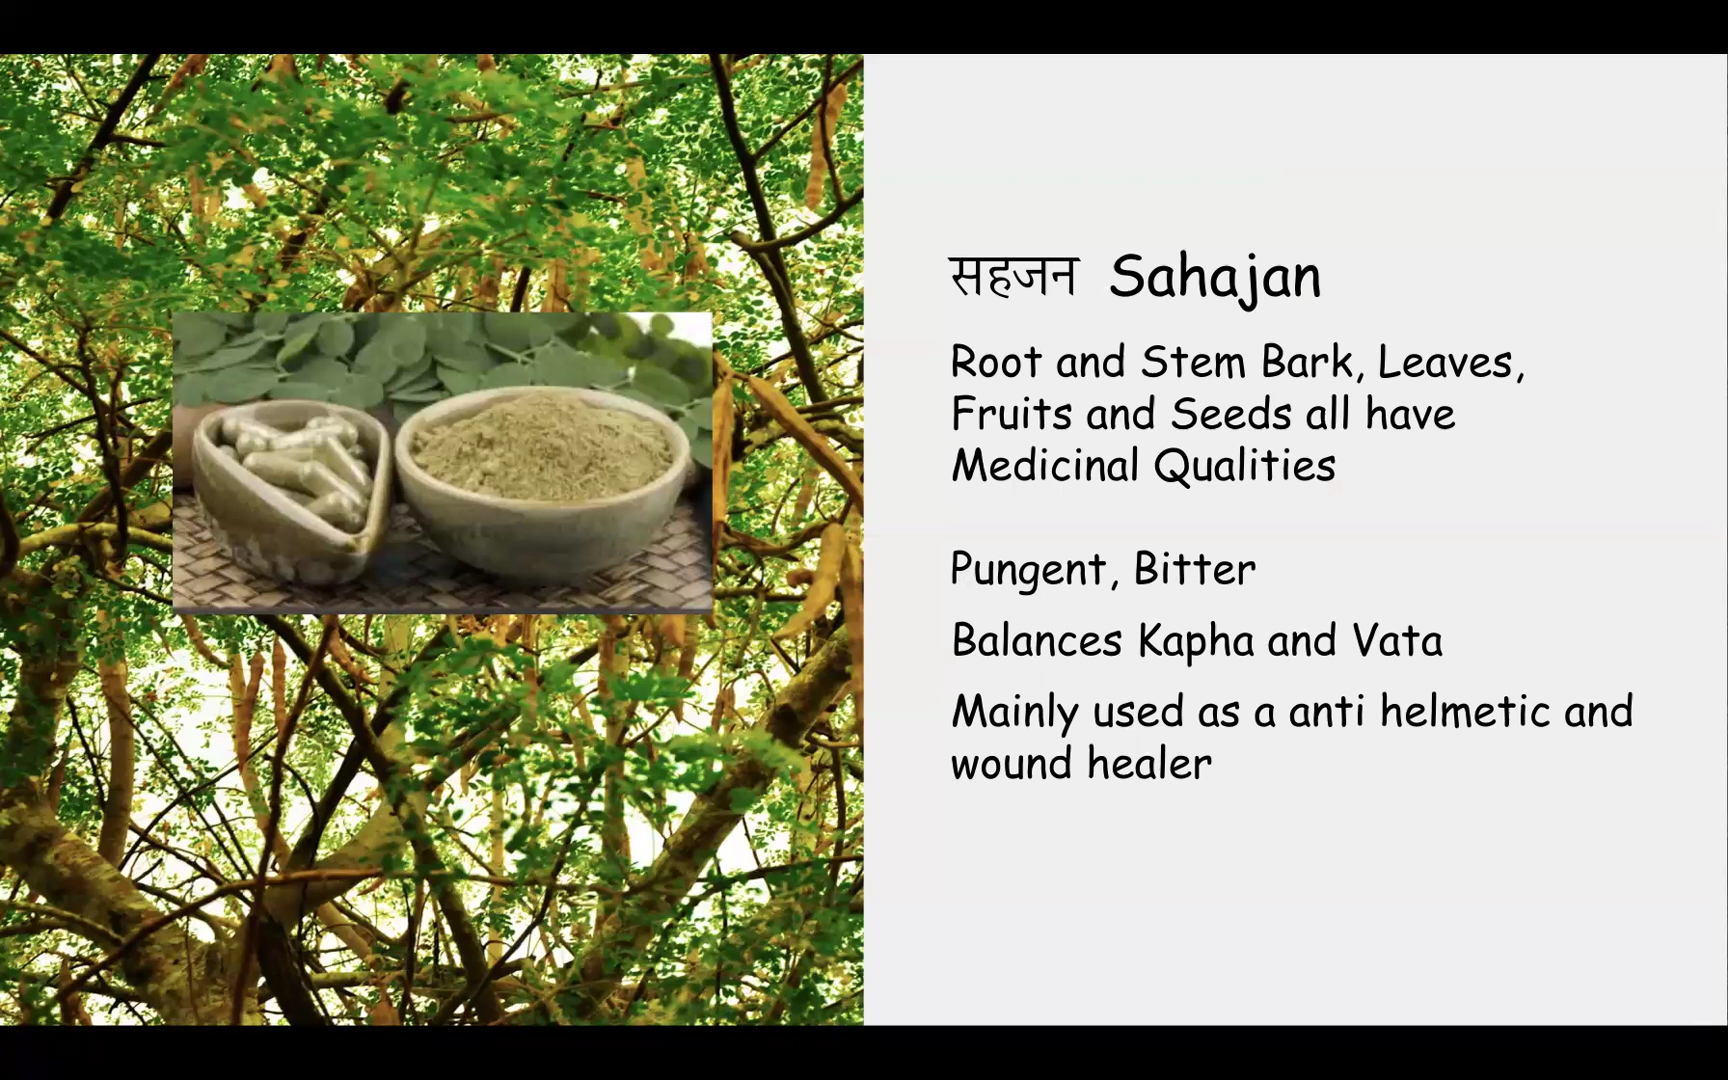 सहजन Sahajan
Root and Stem Bark, Leaves,
Fruits and Seeds all have
Medicinal Qualities
Pungent, Bitter
Balances Kapha and Vata
Mainly used as a anti helmetic and
wound healer